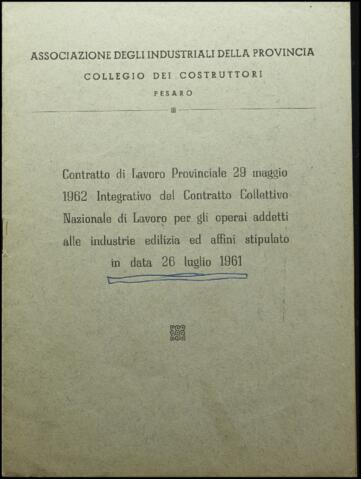 ASSOCIAZIONE DEGLI INDUSTRIALI DELLA PROVINCIA
COLLEGIO DEI COSTRUTTORI
PESARO
Contratto di Lavoro Provinciale 29 maggio
1962 Integrativo del Contratto Collettivo
Nazionale di Lavoro per gli operai addetti
alle industrie edilizia ed affini stipulato
in data 26 luglio 1961